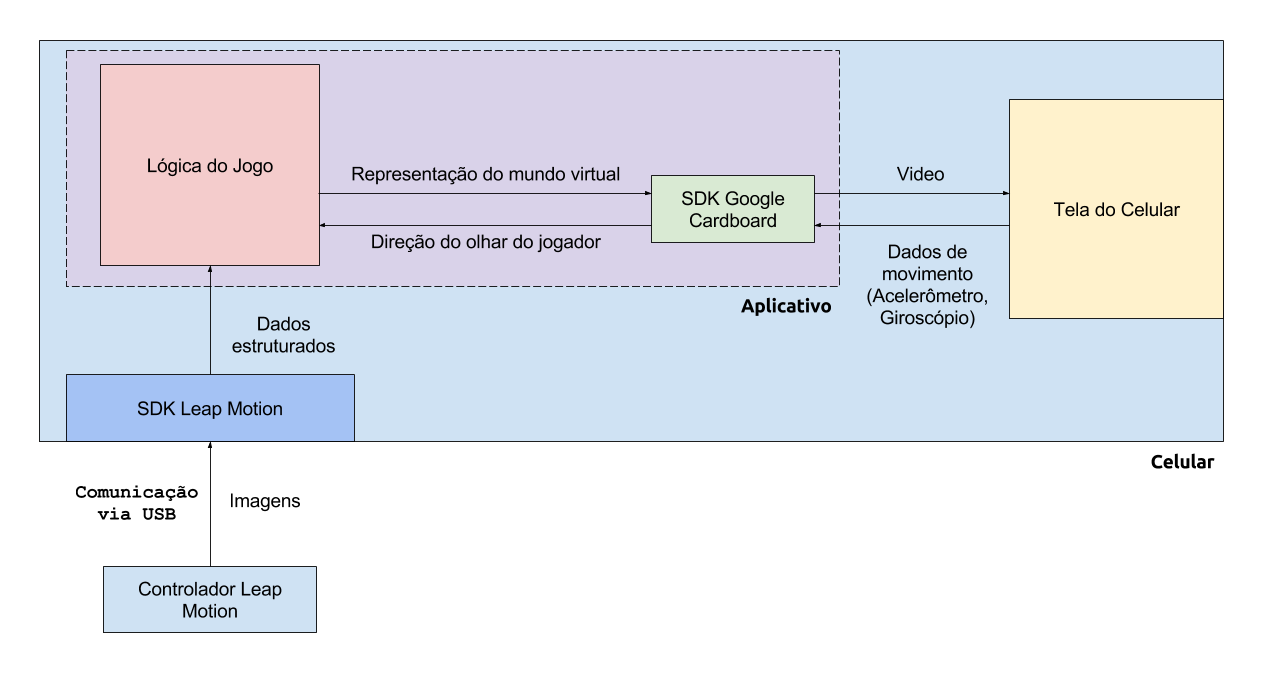 Lógica do Jogo
Representação do mundo virtual
Direção do olhar do jogador
SDK Google
Cardboard
Video
Dados de
movimento
(Acelerômetro,
Giroscópio)
Tela do Celular
Aplicativo
Dados
estruturados
SDK Leap Motion
Celular
Comunicação
via USB
Imagens
Controlador Leap
Motion